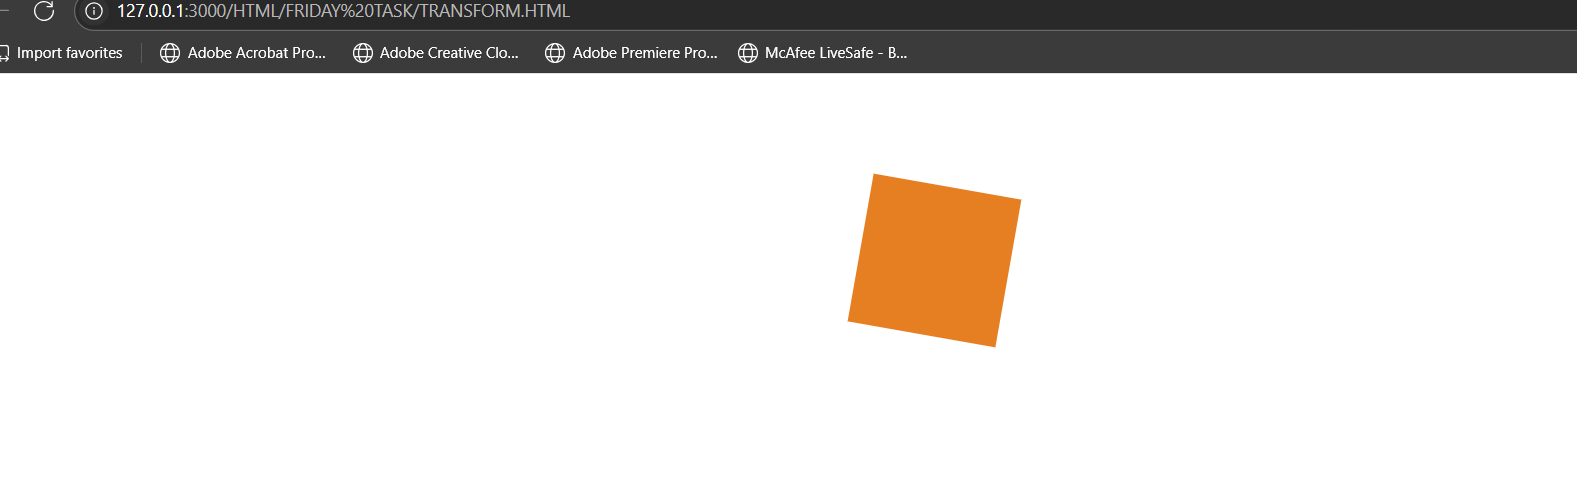 127.0.0.1:3000/HTML/FRIDAY%20TASK/TRANSFORM.HTML
Import favorites Adobe Acrobat Pro... Adobe Creative Clo... Adobe Premiere Pro... McAfee LiveSafe - B...